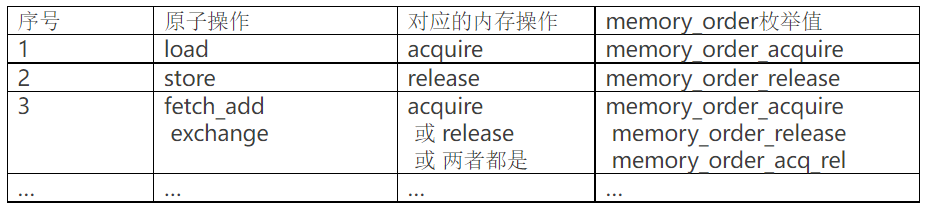 序号 原子操作 对应的内存操作 memory_order枚举值
1 load acquire memory_order_acquire
2 store release memory_order_release
3 fetch_add acquire memory_order_acquire
exchange 或 release memory_order_release
或 两者都是 memory_order_acq_rel
... ... ... ...